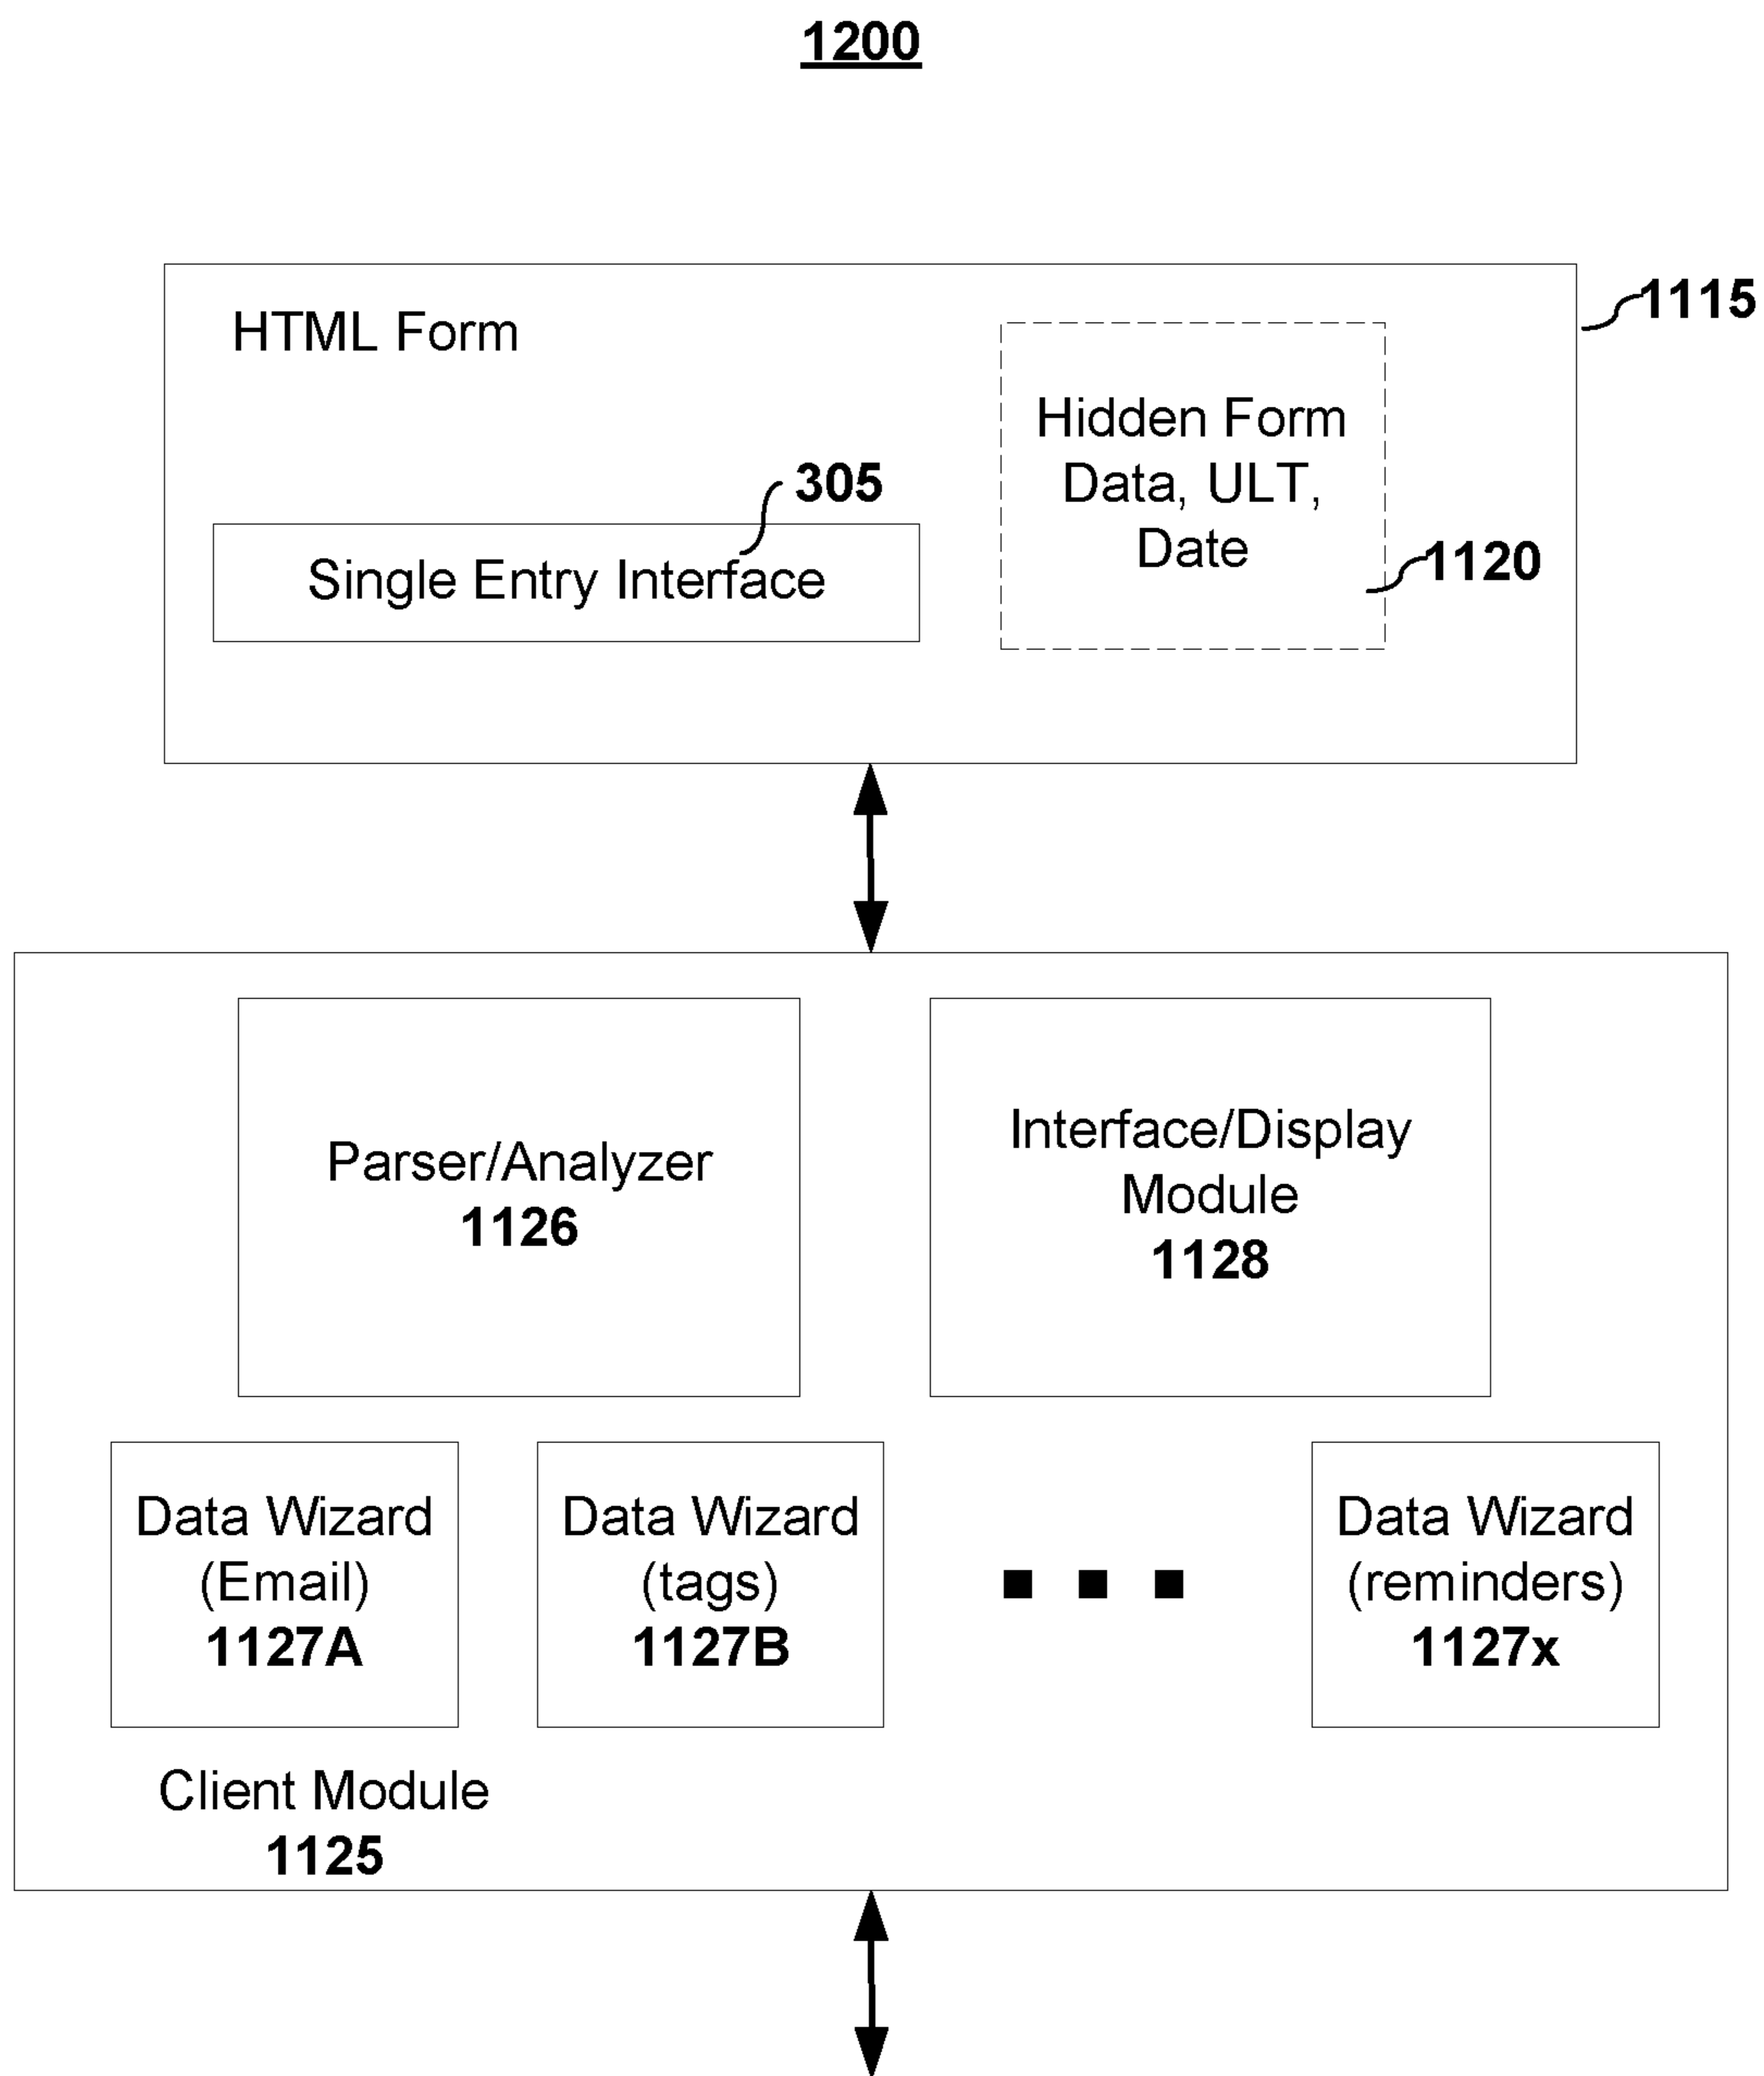 1200
HTML Form
1115
Hidden Form
Data, ULT,
Date
1120
305
Single Entry Interface
Parser/Analyzer
1126
Interface/Display
Module
1128
Data Wizard
(Email)
1127A
Data Wizard
(tags)
1127B
Data Wizard
(reminders)
1127x
Client Module
1125